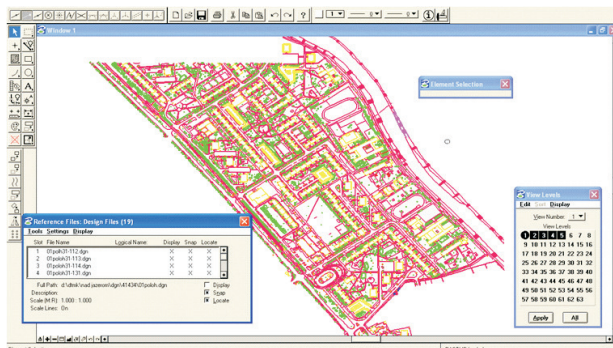 Window 1
Element Selection
Reference Files: Design Files (19)
Tools Settings Display
Slot File Name Logical Name Display Snap Locate
1 01poloh31-112.dgn X X X
2 01poloh31-113.dgn X X X
3 01poloh31-114.dgn X X X
4 01poloh31-131.dgn X X X
Display
Description Snap
Scale (M:R) 1.000 : 1.000 Locate
Scale Lines: On
View Levels
Edit Sort Display
View Number: 1
View Levels
1 2 3 4 5 6 7 8
9 10 11 12 13 14 15 16
17 18 19 20 21 22 23 24
25 26 27 28 29 30 31 32
33 34 35 36 37 38 39 40
41 42 43 44 45 46 47 48
49 50 51 52 53 54 55 56
57 58 59 60 61 62 63
Apply All